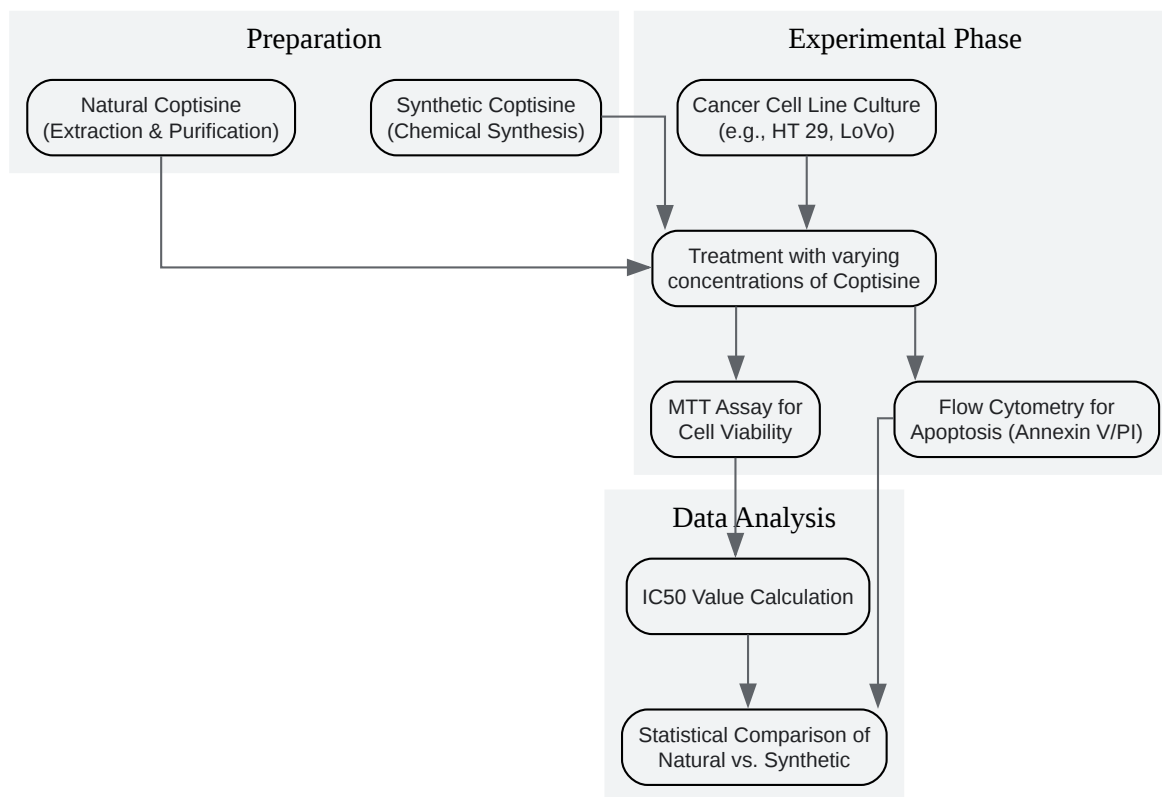 Preparation
Natural Coptisine
(Extraction & Purification)
Synthetic Coptisine
(Chemical Synthesis)
Experimental Phase
Cancer Cell Line Culture
(e.g., HT 29, LoVo)
Treatment with varying
concentrations of Coptisine
MTT Assay for
Cell Viability
Flow Cytometry for
Apoptosis (Annexin V/PI)
Data Analysis
IC50 Value Calculation
Statistical Comparison of
Natural vs. Synthetic